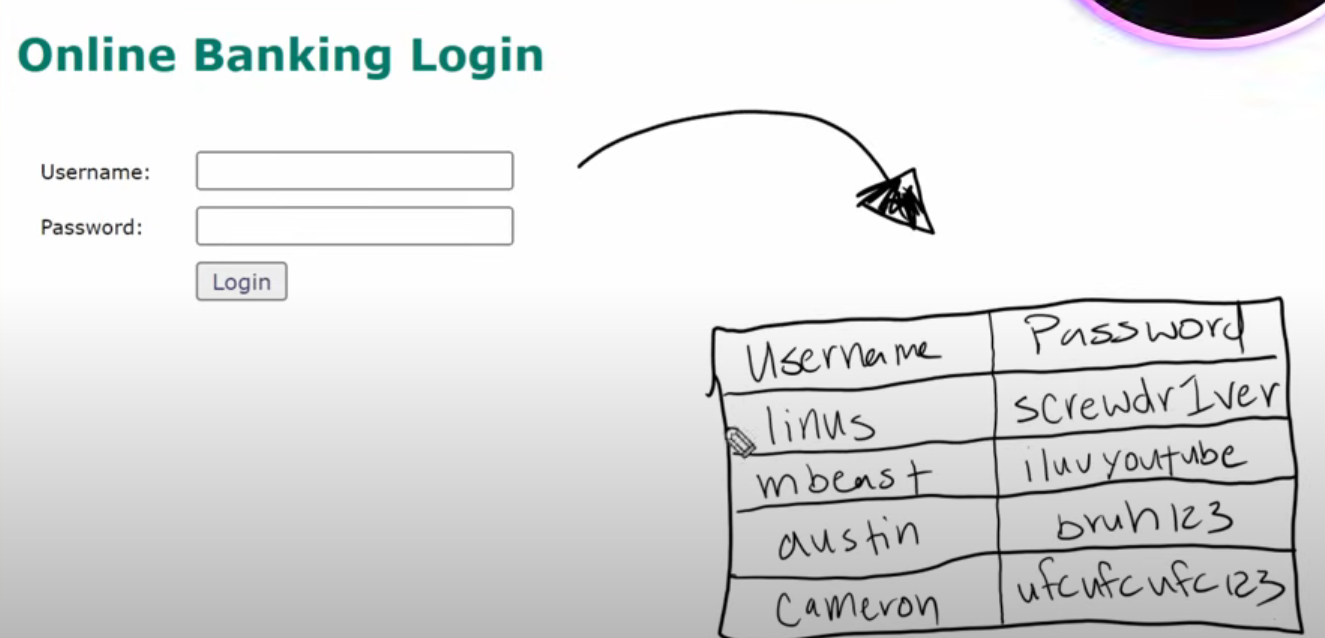 Online Banking Login
Username:
Password:
Login
Username Password
linus screwdr1ver
mbeast iluvyoutube
austin bruh123
Cameron ufcufcufc123